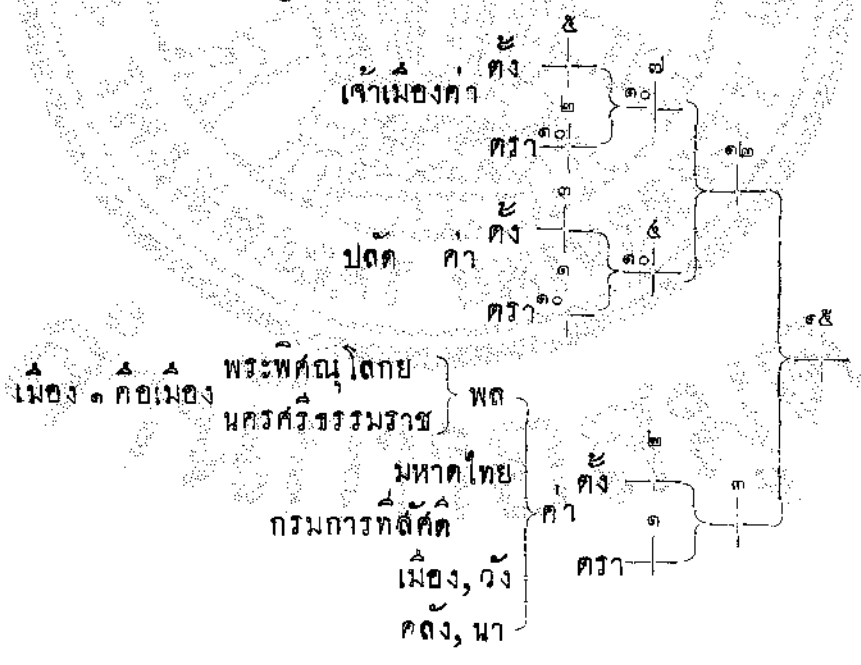 ๕
เจ้าเมืองค่า ตั้ง
๗
๑๐
๒
ตรา ๑๐
๑๒
๓
ปลัด ค่า ตั้ง
๔
๑๐
๑
ตรา ๑๐
๑๕
เมือง ๑ คือเมือง พระพิศณุโลกย นครศรีธรรมราช พล
มหาดไทย
กรมการที่สัศดี
เมือง, วัง
คลัง, นา
ค่า ตั้ง ๒
ตรา ๑
๓